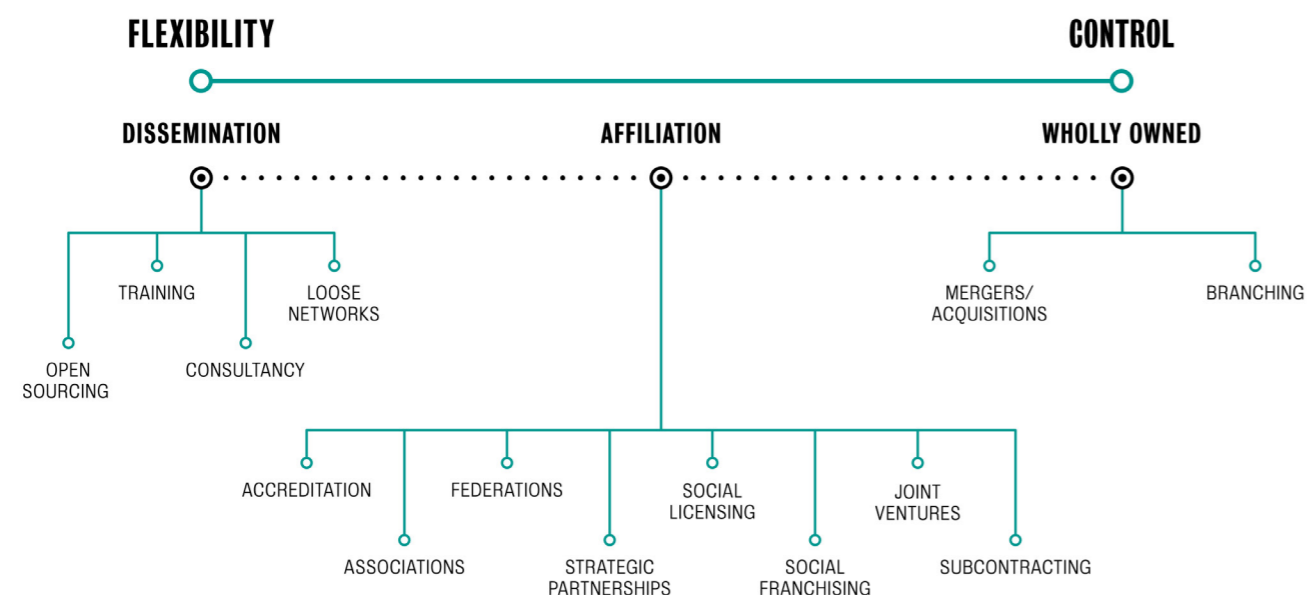 FLEXIBILITY
CONTROL
DISSEMINATION
AFFILIATION
WHOLLY OWNED
TRAINING
LOOSE
NETWORKS
OPEN
SOURCING
CONSULTANCY
MERGERS/
ACQUISITIONS
BRANCHING
ACCREDITATION
FEDERATIONS
SOCIAL
LICENSING
JOINT
VENTURES
ASSOCIATIONS
STRATEGIC
PARTNERSHIPS
SOCIAL
FRANCHISING
SUBCONTRACTING